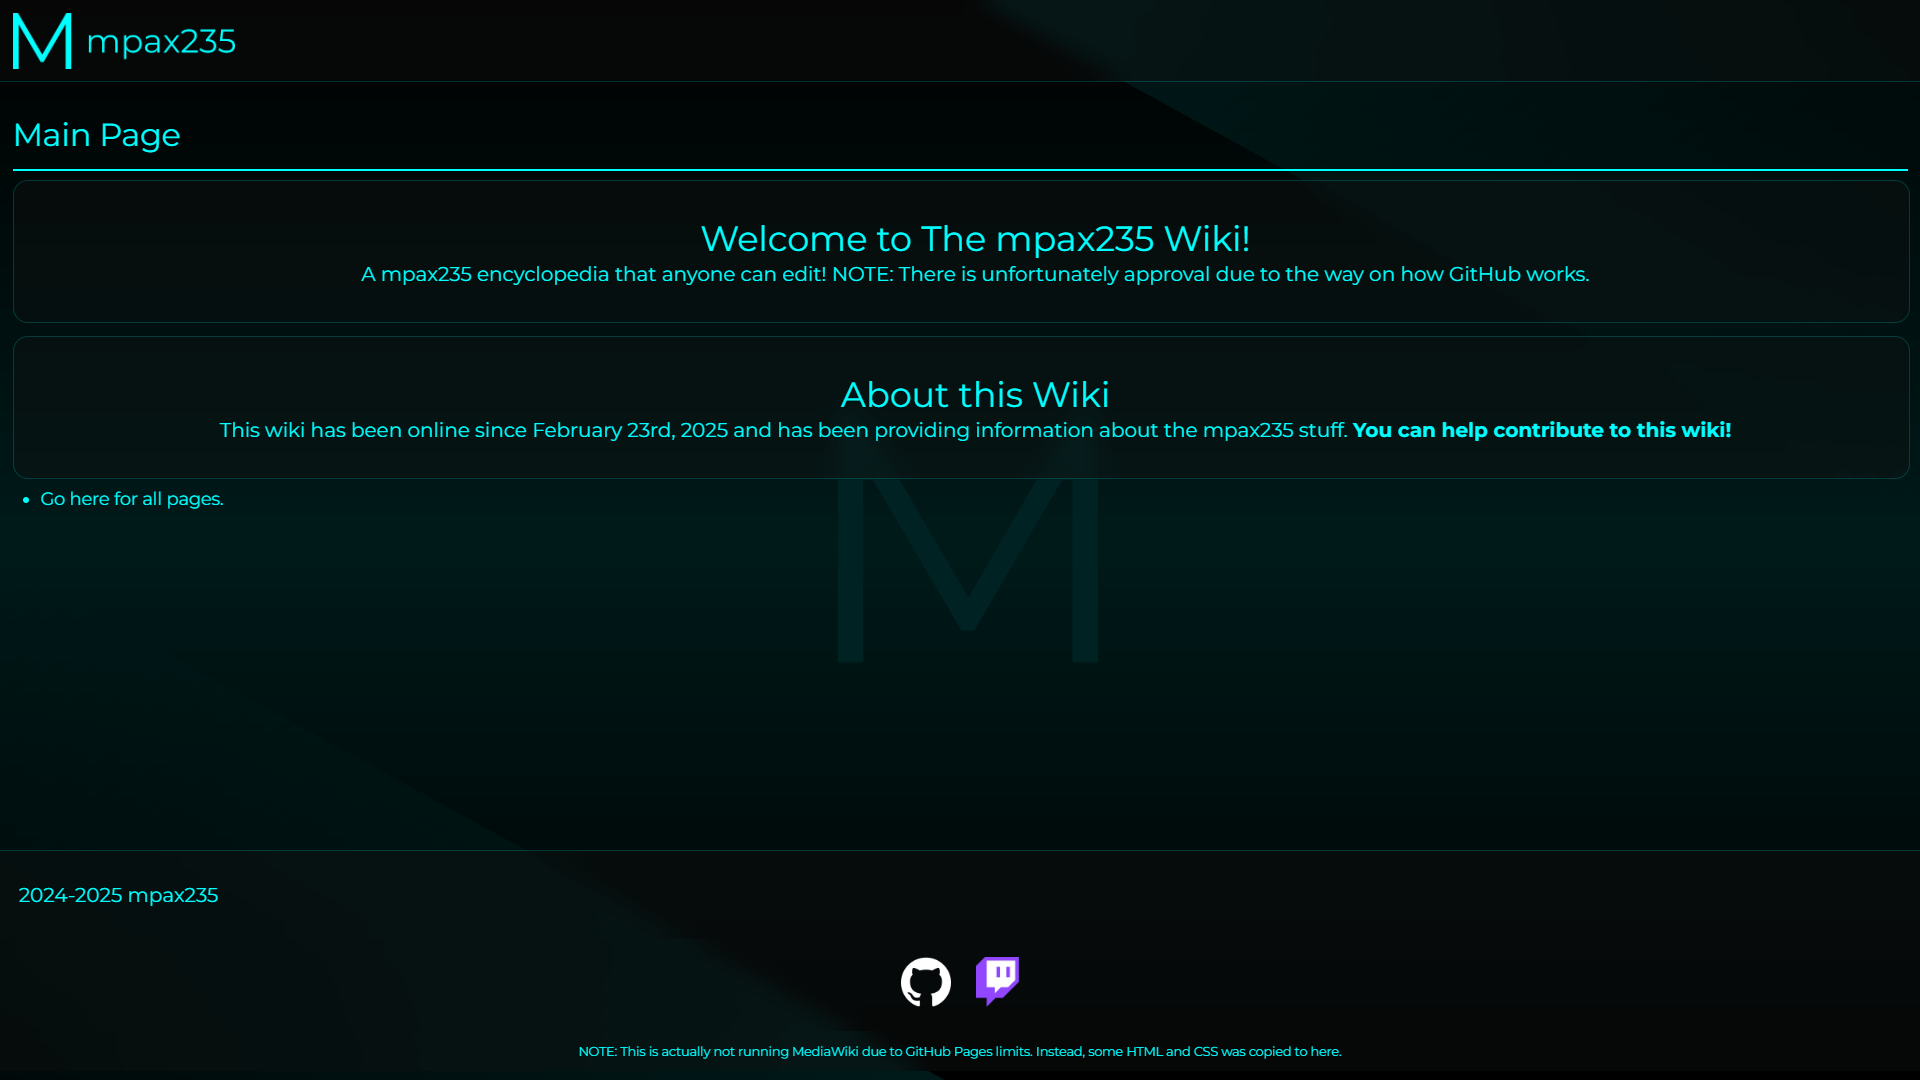 M mpax235
Main Page
Welcome to The mpax235 Wiki!
A mpax235 encyclopedia that anyone can edit! NOTE: There is unfortunately approval due to the way on how GitHub works.
About this Wiki
This wiki has been online since February 23rd, 2025 and has been providing information about the mpax235 stuff. You can help contribute to this wiki!
M
• Go here for all pages.
2024-2025 mpax235
NOTE: This is actually not running MediaWiki due to GitHub Pages limits. Instead, some HTML and CSS was copied to here.